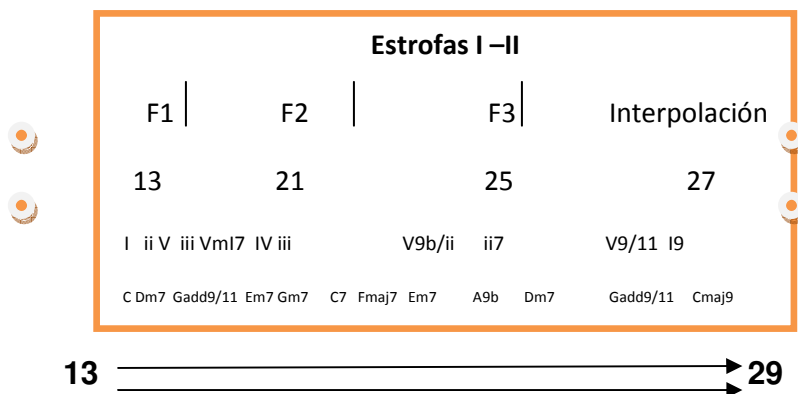 Estrofas I –II
F1 F2 F3 Interpolación
13 21 25 27
I ii V iii VmI7 IV iii V9b/ii ii7 V9/11 I9
C Dm7 Gadd9/11 Em7 Gm7 C7 Fmaj7 Em7 A9b Dm7 Gadd9/11 Cmaj9
13 29